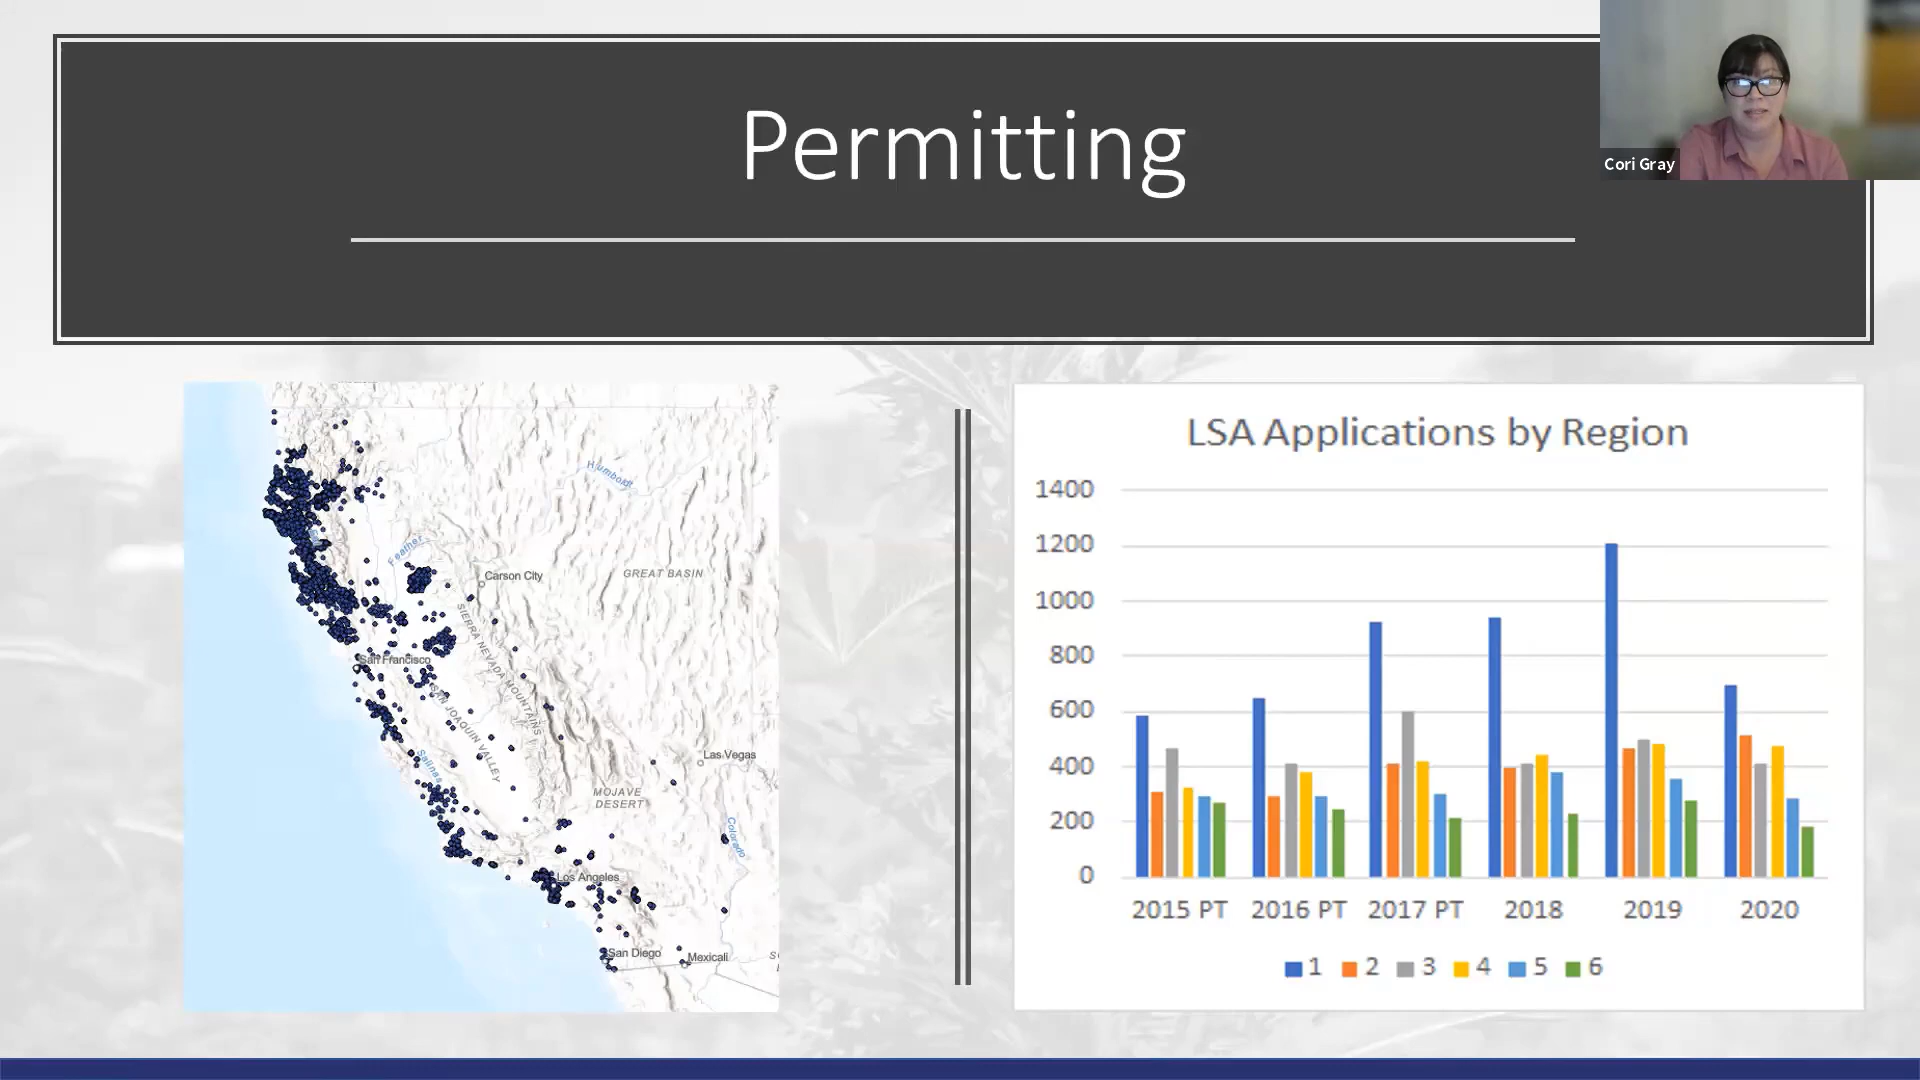 Permitting
Cori Gray
Humboldt
Feather
Carson City
GREAT BASIN
SIERRA NEVADA MOUNTAINS
San Francisco
SAN JOAQUIN VALLEY
Salinas
Las Vegas
MOJAVE
DESERT
Colorado
Los Angeles
San Diego
Mexicali
LSA Applications by Region
1400
1200
1000
800
600
400
200
0
2015 PT 2016 PT 2017 PT 2018 2019 2020
1 2 3 4 5 6